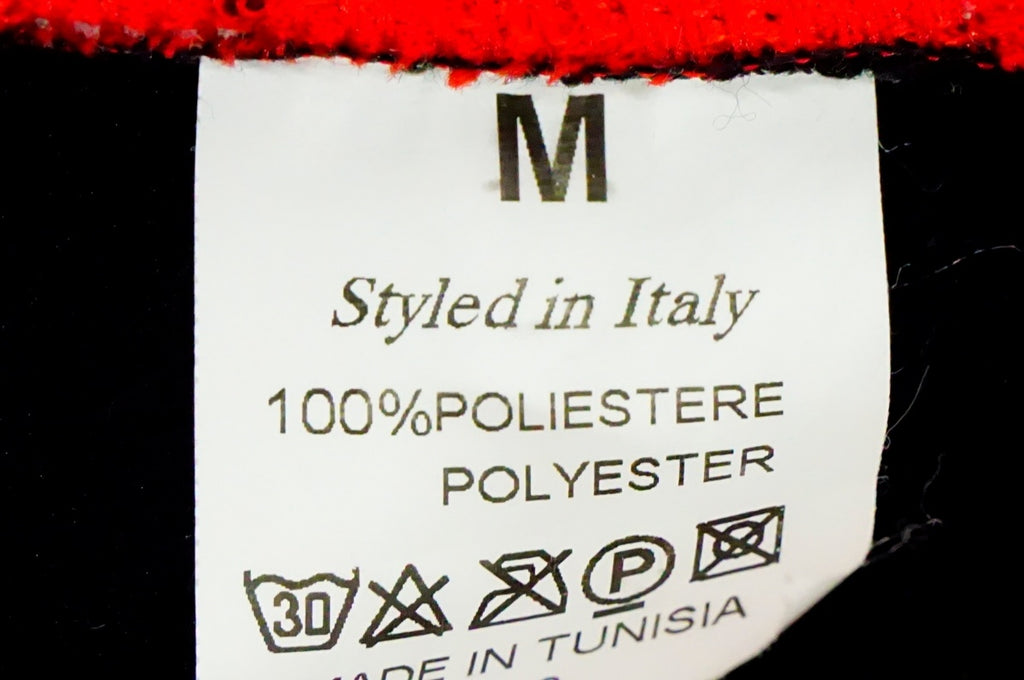 M
Styled in Italy
100%POLIESTERE
POLYESTER
30 P
MADE IN TUNISIA